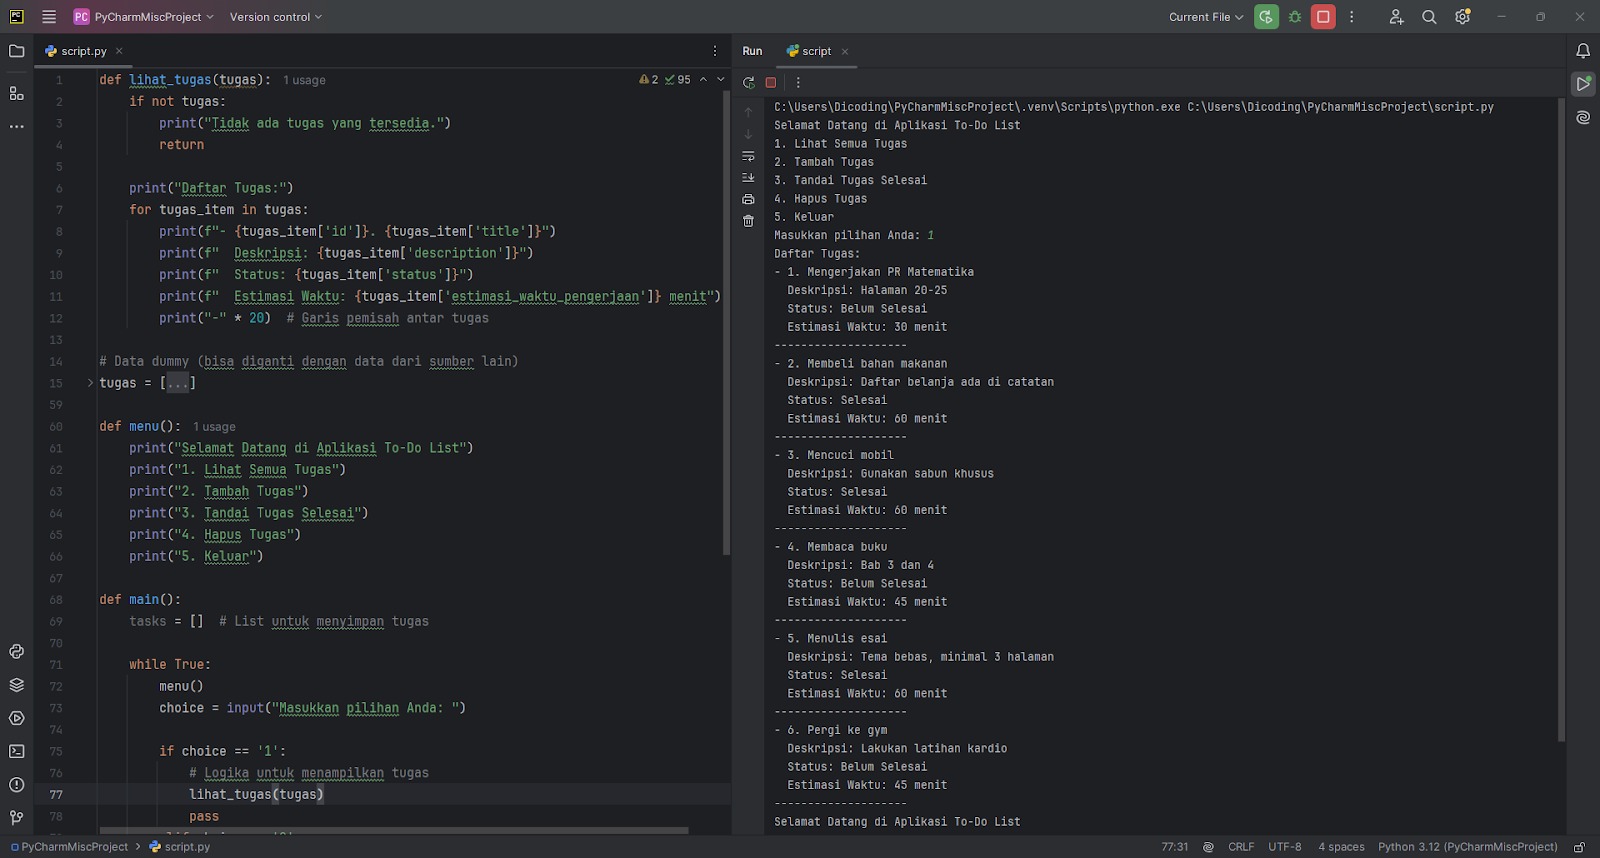 PC PyCharmMiscProject Version control Current File
script.py
1 def lihat_tugas(tugas): 1 usage
2 if not tugas:
3 print("Tidak ada tugas yang tersedia.")
4 return
5
6 print("Daftar Tugas:")
7 for tugas_item in tugas:
8 print(f"- {tugas_item['id']}. {tugas_item['title']}")
9 print(f"  Deskripsi: {tugas_item['description']}")
10 print(f"  Status: {tugas_item['status']}")
11 print(f"  Estimasi Waktu: {tugas_item['estimasi_waktu_pengerjaan']} menit")
12 print("-" * 20)  # Garis pemisah antar tugas
13
14 # Data dummy (bisa diganti dengan data dari sumber lain)
15 tugas = [...]
59
60 def menu(): 1 usage
61 print("Selamat Datang di Aplikasi To-Do List")
62 print("1. Lihat Semua Tugas")
63 print("2. Tambah Tugas")
64 print("3. Tandai Tugas Selesai")
65 print("4. Hapus Tugas")
66 print("5. Keluar")
67
68 def main():
69 tasks = []  # List untuk menyimpan tugas
70
71 while True:
72 menu()
73 choice = input("Masukkan pilihan Anda: ")
74
75 if choice == '1':
76 # Logika untuk menampilkan tugas
77 lihat_tugas(tugas)
78 pass
2 95
Run script
C:\Users\Dicoding\PyCharmMiscProject\.venv\Scripts\python.exe C:\Users\Dicoding\PyCharmMiscProject\script.py
Selamat Datang di Aplikasi To-Do List
1. Lihat Semua Tugas
2. Tambah Tugas
3. Tandai Tugas Selesai
4. Hapus Tugas
5. Keluar
Masukkan pilihan Anda: 1
Daftar Tugas:
- 1. Mengerjakan PR Matematika
Deskripsi: Halaman 20-25
Status: Belum Selesai
Estimasi Waktu: 30 menit
--------------------
- 2. Membeli bahan makanan
Deskripsi: Daftar belanja ada di catatan
Status: Selesai
Estimasi Waktu: 60 menit
--------------------
- 3. Mencuci mobil
Deskripsi: Gunakan sabun khusus
Status: Selesai
Estimasi Waktu: 60 menit
--------------------
- 4. Membaca buku
Deskripsi: Bab 3 dan 4
Status: Belum Selesai
Estimasi Waktu: 45 menit
--------------------
- 5. Menulis esai
Deskripsi: Tema bebas, minimal 3 halaman
Status: Selesai
Estimasi Waktu: 60 menit
--------------------
- 6. Pergi ke gym
Deskripsi: Lakukan latihan kardio
Status: Belum Selesai
Estimasi Waktu: 45 menit
--------------------
Selamat Datang di Aplikasi To-Do List
PyCharmMiscProject > script.py 77:31 CRLF UTF-8 4 spaces Python 3.12 (PyCharmMiscProject)